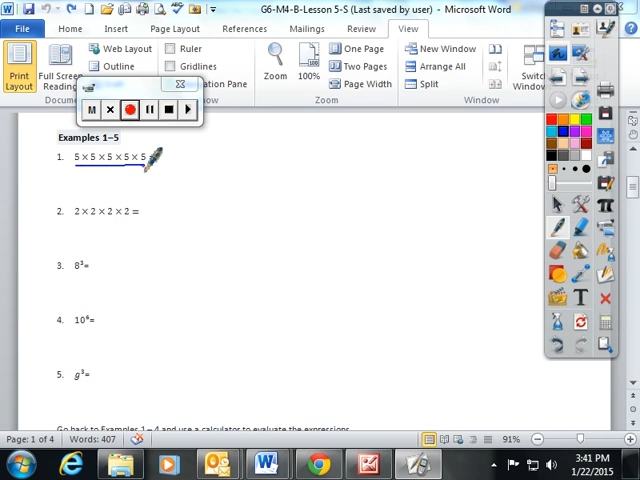 G6-M4-B-Lesson 5-S (Last saved by user) - Microsoft Word
File Home Insert Page Layout References Mailings Review View
Print Layout
Full Screen Reading
Web Layout
Outline
Ruler
Gridlines
Zoom
100%
One Page
Two Pages
Page Width
New Window
Arrange All
Split
Zoom
M
Examples 1–5
1. 5 × 5 × 5 × 5 × 5
2. 2 × 2 × 2 × 2 =
3. 8³=
4. 10⁶=
5. g³=
Go back to Examples 1–4 and use a calculator to evaluate the expressions.
Page: 1 of 4 Words: 407 91%
3:41 PM
1/22/2015